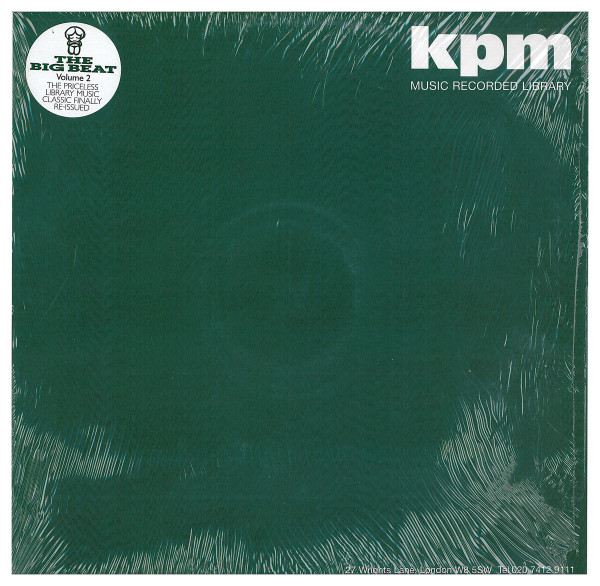 THE
BIG BEAT
Volume 2
THE PRICELESS
LIBRARY MUSIC
CLASSIC FINALLY
RE-ISSUED
kpm
MUSIC RECORDED LIBRARY
27 Wrights Lane, London W8 5SW Tel 020 7412 9111